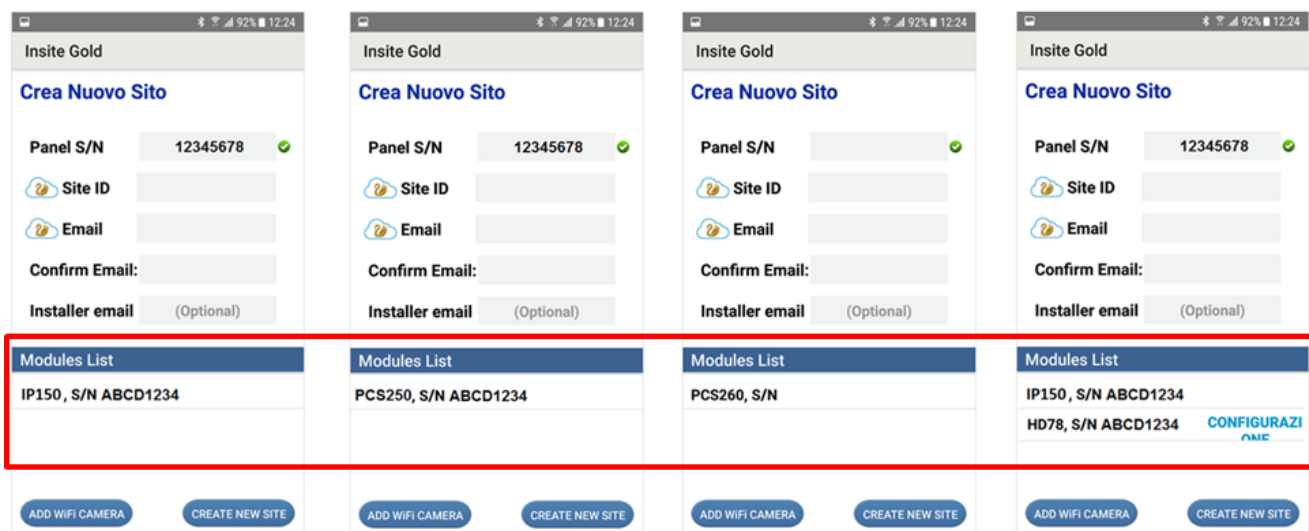 92% 12:24
Insite Gold
Crea Nuovo Sito
Panel S/N 12345678
Site ID
Email
Confirm Email:
Installer email (Optional)
Modules List
IP150 , S/N ABCD1234
ADD WiFi CAMERA CREATE NEW SITE
92% 12:24
Insite Gold
Crea Nuovo Sito
Panel S/N 12345678
Site ID
Email
Confirm Email:
Installer email (Optional)
Modules List
PCS250, S/N ABCD1234
ADD WiFi CAMERA CREATE NEW SITE
92% 12:24
Insite Gold
Crea Nuovo Sito
Panel S/N
Site ID
Email
Confirm Email:
Installer email (Optional)
Modules List
PCS260, S/N
ADD WiFi CAMERA CREATE NEW SITE
92% 12:24
Insite Gold
Crea Nuovo Sito
Panel S/N 12345678
Site ID
Email
Confirm Email:
Installer email (Optional)
Modules List
IP150 , S/N ABCD1234
HD78, S/N ABCD1234 CONFIGURAZI
ONE
ADD WiFi CAMERA CREATE NEW SITE